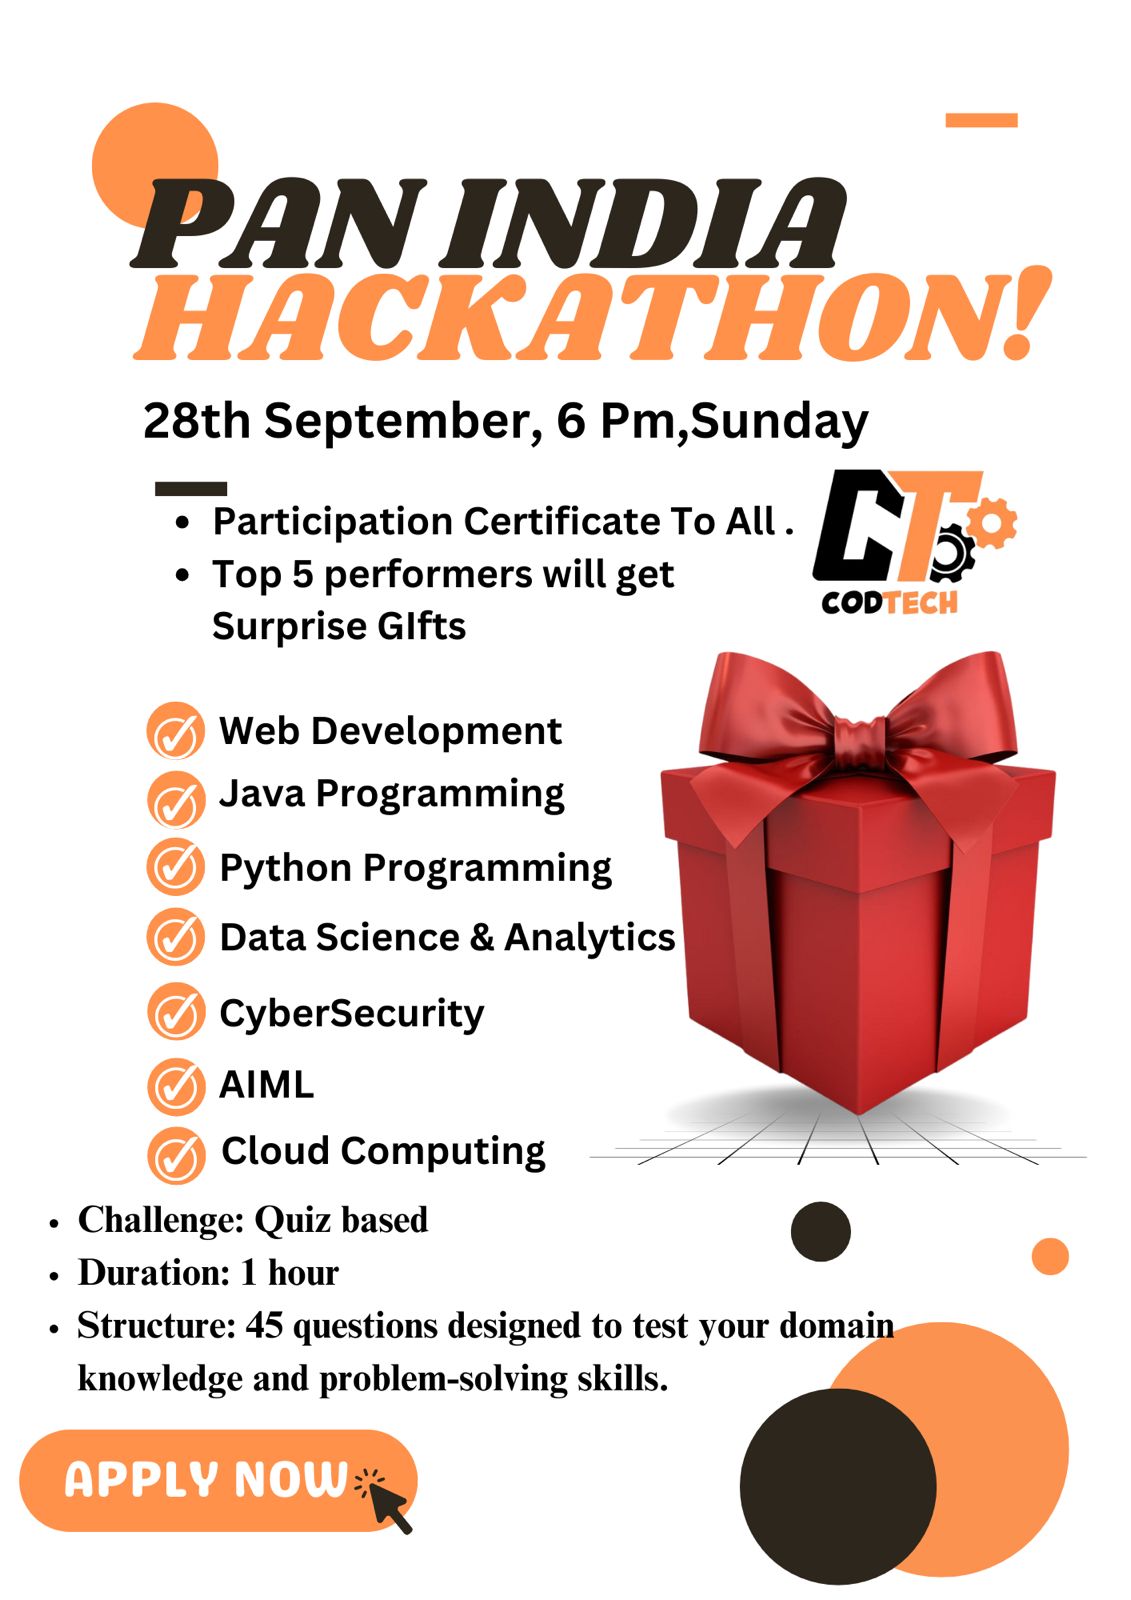 PAN INDIA
HACKATHON!
28th September, 6 Pm,Sunday
• Participation Certificate To All .
• Top 5 performers will get
Surprise GIfts
CT
CODTECH
Web Development
Java Programming
Python Programming
Data Science & Analytics
CyberSecurity
AIML
Cloud Computing
• Challenge: Quiz based
• Duration: 1 hour
• Structure: 45 questions designed to test your domain
knowledge and problem-solving skills.
APPLY NOW